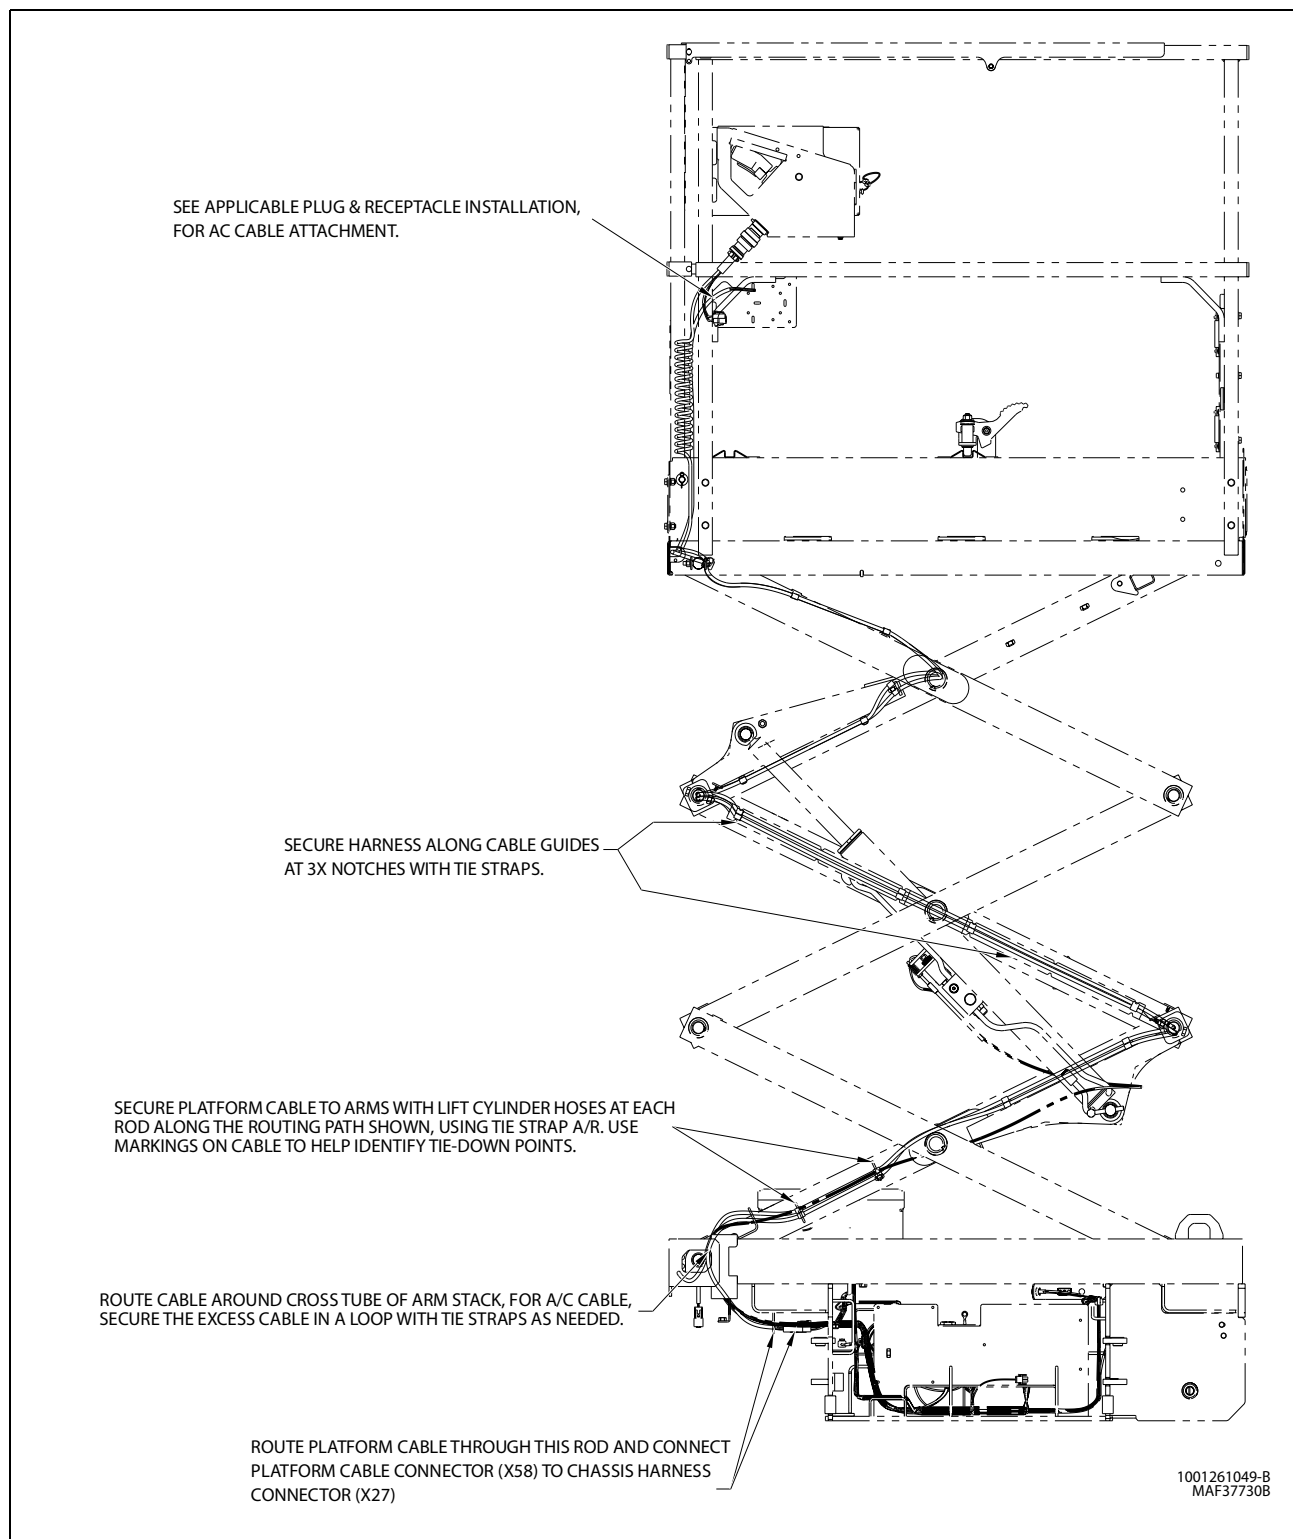 SEE APPLICABLE PLUG & RECEPTACLE INSTALLATION,
FOR AC CABLE ATTACHMENT.
SECURE HARNESS ALONG CABLE GUIDES
AT 3X NOTCHES WITH TIE STRAPS.
SECURE PLATFORM CABLE TO ARMS WITH LIFT CYLINDER HOSES AT EACH
ROD ALONG THE ROUTING PATH SHOWN, USING TIE STRAP A/R. USE
MARKINGS ON CABLE TO HELP IDENTIFY TIE-DOWN POINTS.
ROUTE CABLE AROUND CROSS TUBE OF ARM STACK, FOR A/C CABLE,
SECURE THE EXCESS CABLE IN A LOOP WITH TIE STRAPS AS NEEDED.
ROUTE PLATFORM CABLE THROUGH THIS ROD AND CONNECT
PLATFORM CABLE CONNECTOR (X58) TO CHASSIS HARNESS
CONNECTOR (X27)
1001261049-B
MAF37730B